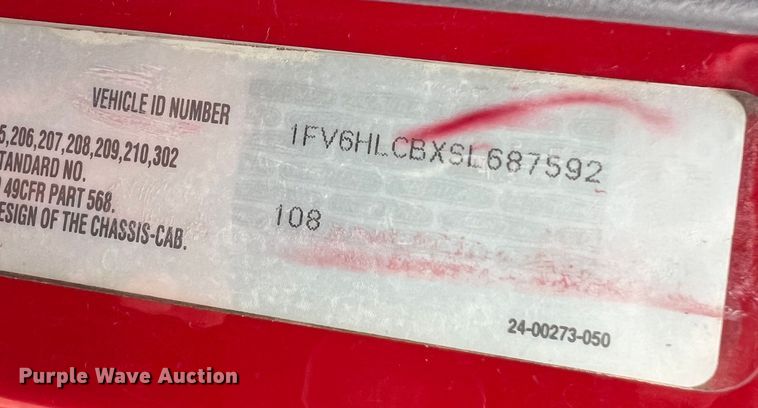 VEHICLE ID NUMBER
1FV6HLCBXSL687592
5,206,207,208,209,210,302
TANDARD NO.
49CFR PART 568.
ESIGN OF THE CHASSIS-CAB.
108
24-00273-050
Purple Wave Auction